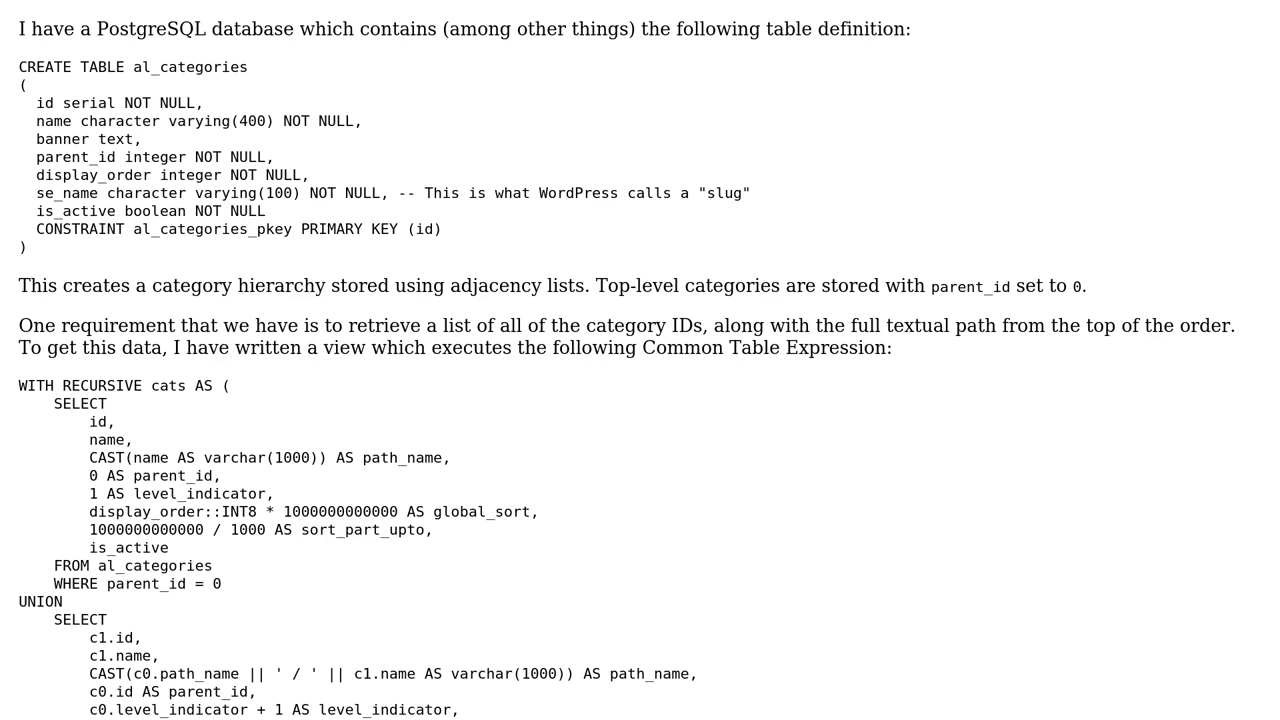 I have a PostgreSQL database which contains (among other things) the following table definition:
CREATE TABLE al_categories
(
  id serial NOT NULL,
  name character varying(400) NOT NULL,
  banner text,
  parent_id integer NOT NULL,
  display_order integer NOT NULL,
  se_name character varying(100) NOT NULL, -- This is what WordPress calls a "slug"
  is_active boolean NOT NULL
  CONSTRAINT al_categories_pkey PRIMARY KEY (id)
)
This creates a category hierarchy stored using adjacency lists. Top-level categories are stored with parent_id set to 0.
One requirement that we have is to retrieve a list of all of the category IDs, along with the full textual path from the top of the order.
To get this data, I have written a view which executes the following Common Table Expression:
WITH RECURSIVE cats AS (
    SELECT
        id,
        name,
        CAST(name AS varchar(1000)) AS path_name,
        0 AS parent_id,
        1 AS level_indicator,
        display_order::INT8 * 1000000000000 AS global_sort,
        1000000000000 / 1000 AS sort_part_upto,
        is_active
    FROM al_categories
    WHERE parent_id = 0
UNION
    SELECT
        c1.id,
        c1.name,
        CAST(c0.path_name || ' / ' || c1.name AS varchar(1000)) AS path_name,
        c0.id AS parent_id,
        c0.level_indicator + 1 AS level_indicator,